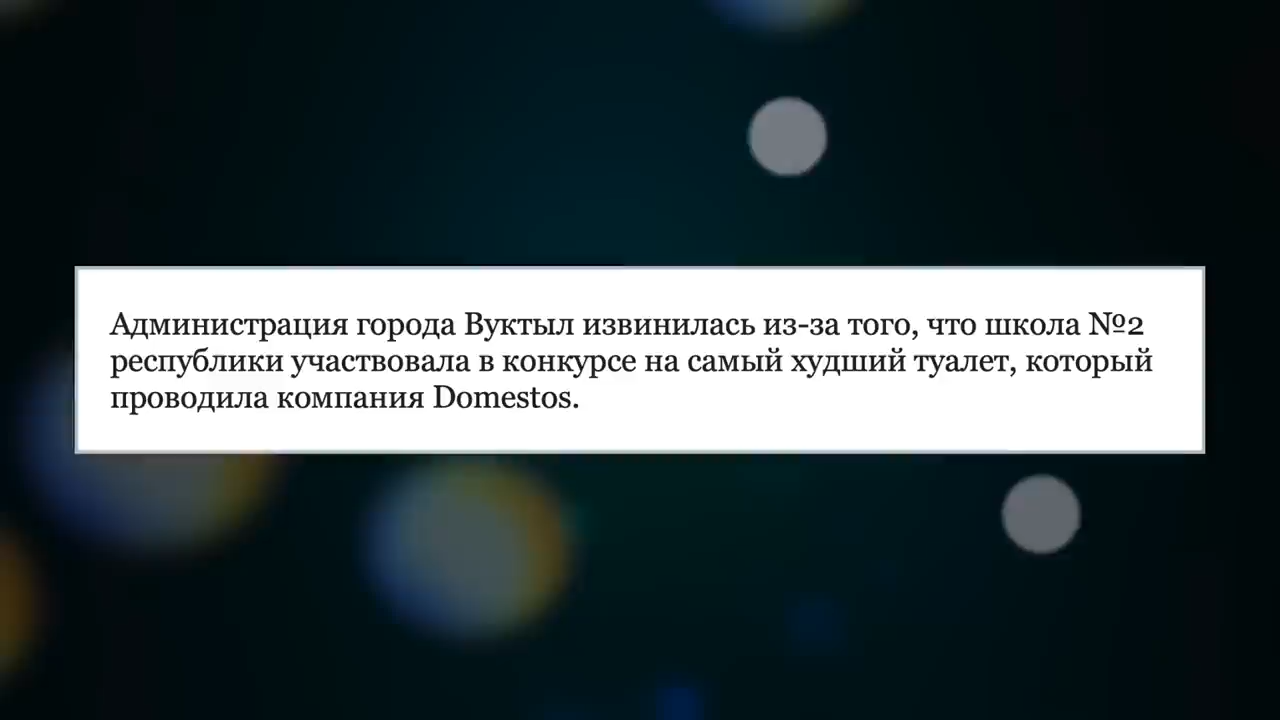 Администрация города Вуктыл извинилась из-за того, что школа №2
республики участвовала в конкурсе на самый худший туалет, который
проводила компания Domestos.